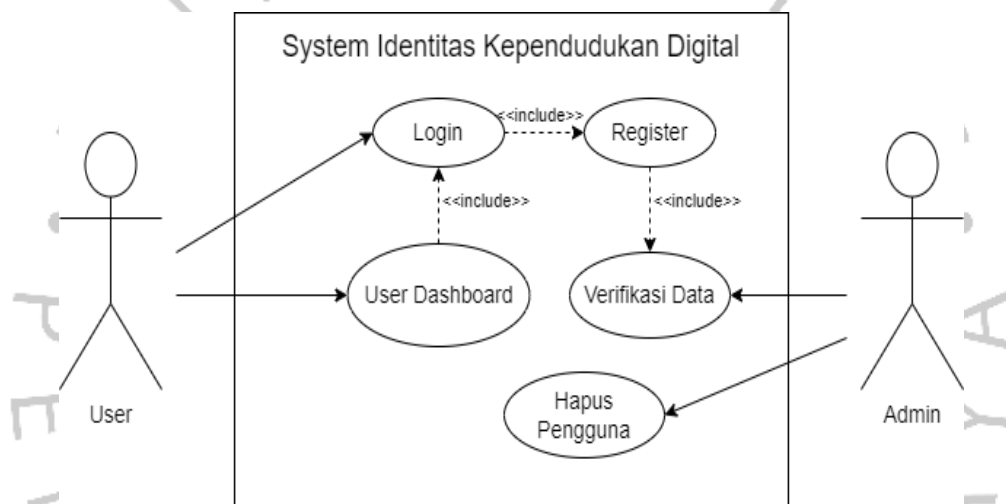 System Identitas Kependudukan Digital
Login
<<include>>
Register
<<include>>
<<include>>
User Dashboard
Verifikasi Data
Hapus
Pengguna
User
Admin